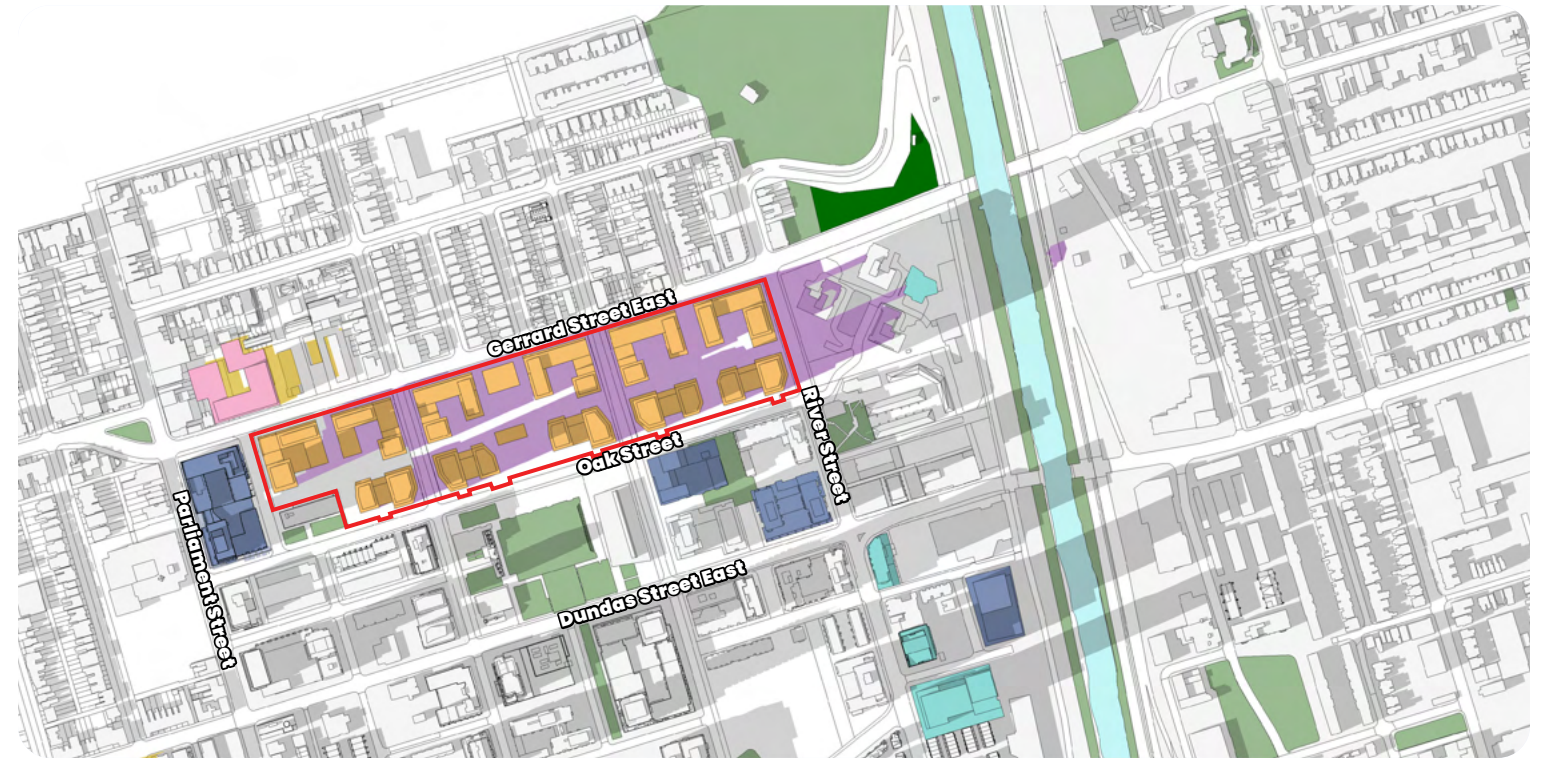 Gerrard Street East
Oak Street
River Street
Parliament Street
Dundas Street East